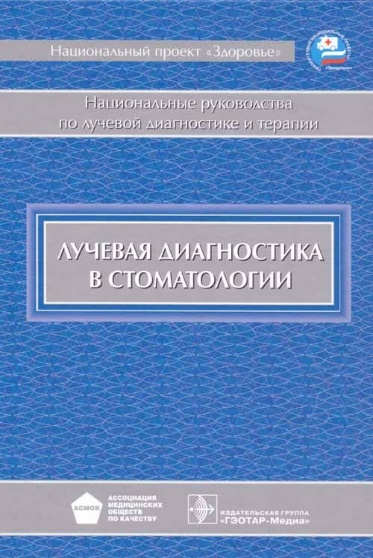 Национальный проект «Здоровье»
Национальные руководства
по лучевой диагностике и терапии
ЛУЧЕВАЯ ДИАГНОСТИКА
В СТОМАТОЛОГИИ
АСМОК
АССОЦИАЦИЯ
МЕДИЦИНСКИХ
ОБЩЕСТВ
ПО КАЧЕСТВУ
ИЗДАТЕЛЬСКАЯ ГРУППА
«ГЭОТАР-Медиа»